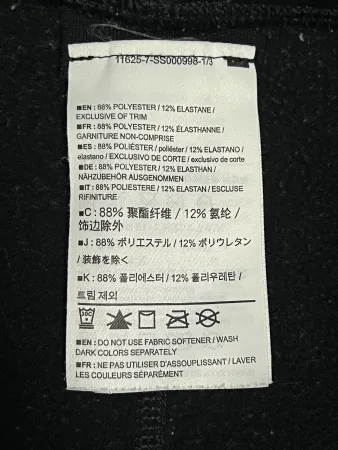 11625-7-SS000998-1/3
■EN : 88% POLYESTER / 12% ELASTANE /
EXCLUSIVE OF TRIM
■FR : 88% POLYESTER / 12% ÉLASTHANNE /
GARNITURE NON-COMPRISE
■ES : 88% POLIÉSTER / poliéster / 12% ELASTANO /
elastano / EXCLUSIVO DE CORTE / exclusivo de corte
■DE : 88% POLYESTER / 12% ELASTHAN /
NÄHZUBEHÖR AUSGENOMMEN
■IT : 88% POLIESTERE / 12% ELASTAN / ESCLUSE
RIFINITURE
■C : 88% 聚酯纤维 / 12% 氨纶 /
饰边除外
■J : 88% ポリエステル / 12% ポリウレタン
/ 装飾を除く
■K : 88% 폴리에스터 / 12% 폴리우레탄 /
트림 제외
■EN : DO NOT USE FABRIC SOFTENER / WASH
DARK COLORS SEPARATELY
■FR : NE PAS UTILISER D'ASSOUPLISSANT / LAVER
LES COULEURS SÉPARÉMENT